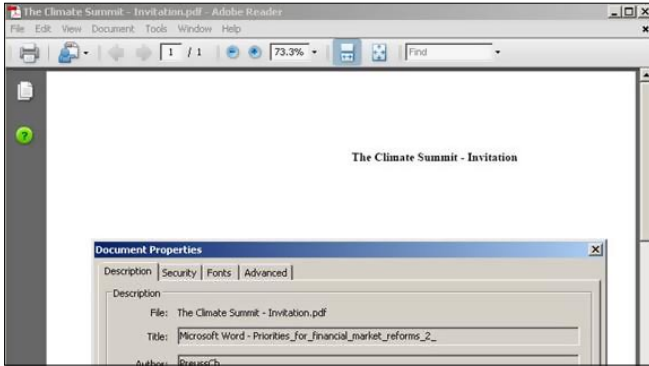 The Climate Summit - Invitation.pdf - Adobe Reader
File Edit View Document Tools Window Help
1 / 1 73.3% Find
The Climate Summit - Invitation
Document Properties
Description Security Fonts Advanced
Description
File: The Climate Summit - Invitation.pdf
Title: Microsoft Word - Priorities_for_financial_market_reforms_2_
Author: PreussCh